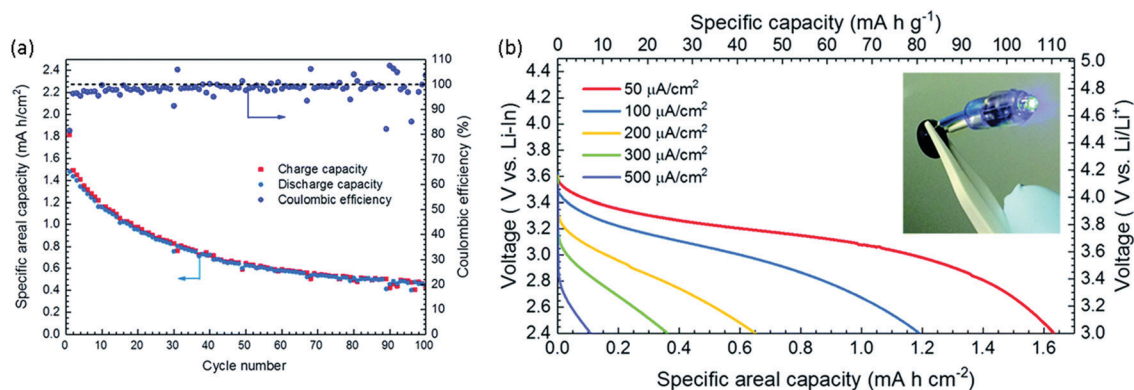 (a)
Specific areal capacity (mA h/cm²)
2.4
2.2
2.0
1.8
1.6
1.4
1.2
1.0
0.8
0.6
0.4
0.2
0.0
0 10 20 30 40 50 60 70 80 90 100
Cycle number
120
100
80
60
40
20
0
Coulombic efficiency (%)
Charge capacity
Discharge capacity
Coulombic efficiency
(b)
Specific capacity (mA h g⁻¹)
0 10 20 30 40 50 60 70 80 90 100 110
Voltage ( V vs. Li-In)
4.4
4.2
4.0
3.8
3.6
3.4
3.2
3.0
2.8
2.6
2.4
50 μA/cm²
100 μA/cm²
200 μA/cm²
300 μA/cm²
500 μA/cm²
5.0
4.8
4.6
4.4
4.2
4.0
3.8
3.6
3.4
3.2
3.0
Voltage ( V vs. Li/Li⁺)
0.0 0.2 0.4 0.6 0.8 1.0 1.2 1.4 1.6
Specific areal capacity (mA h cm⁻²)